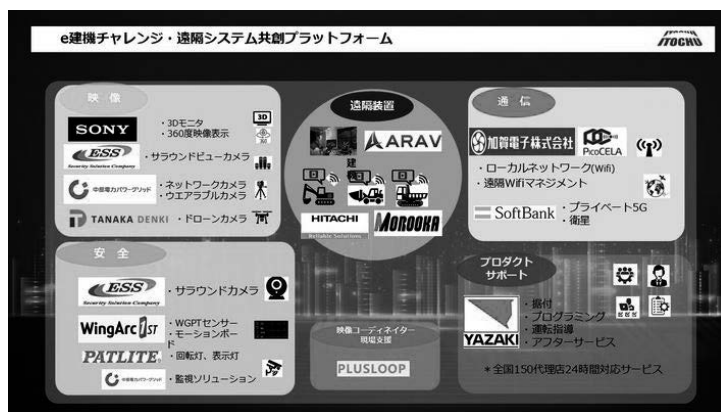 e建機チャレンジ・遠隔システム共創プラットフォーム
ITOCHU
映像
SONY
・3Dモニタ
・360度映像表示
3D
ESS
Security Solution Company
・サラウンドビューカメラ
中部電力パワーグリッド
・ネットワークカメラ
・ウエアラブルカメラ
TANAKA DENKI
・ドローンカメラ
遠隔装置
ARAV
建
HITACHI
Reliable Solutions
MOROOKA
通信
加賀電子株式会社
PicoCELA
・ローカルネットワーク(Wifi)
・遠隔Wifiマネジメント
SoftBank
・プライベート5G
・衛星
安全
ESS
Security Solution Company
・サラウンドカメラ
WingArc 1ST
・WGPTセンサー
・モーションボー
ド
PATLITE
・回転灯、表示灯
中部電力パワーグリッド
・監視ソリューション
映像コーディネイター
現場支援
PLUSLOOP
プロダクト
サポート
YAZAKI
・据付
・プログラミング
・運転指導
・アフターサービス
*全国150代理店24時間対応サービス